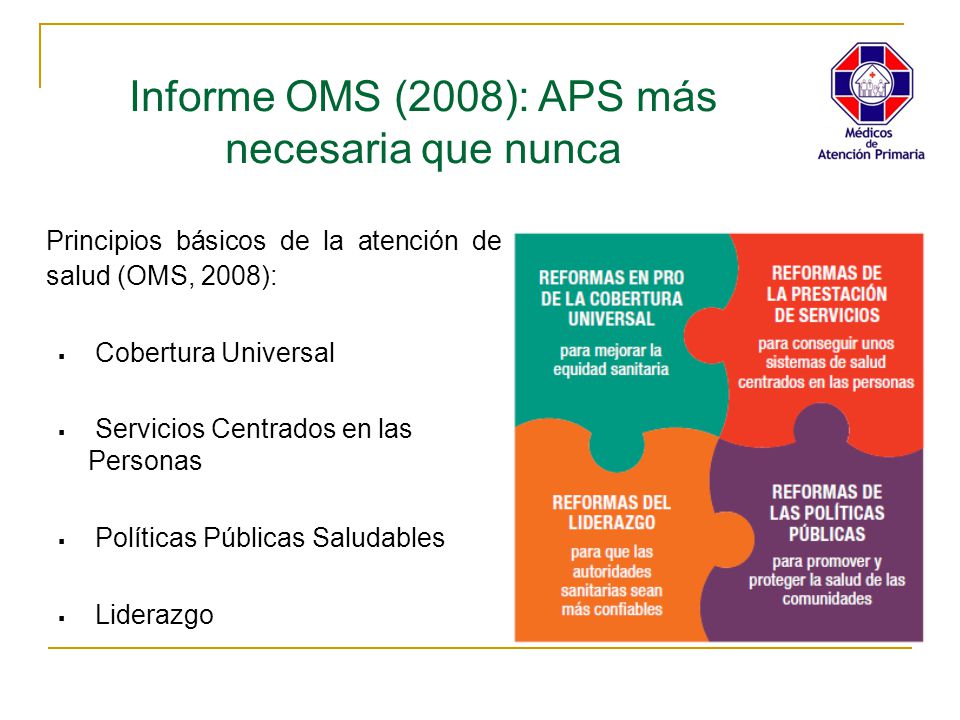 Informe OMS (2008): APS más
necesaria que nunca
Médicos
de
Atención Primaria
Principios básicos de la atención de
salud (OMS, 2008):
▪ Cobertura Universal
▪ Servicios Centrados en las
Personas
▪ Políticas Públicas Saludables
▪ Liderazgo
REFORMAS EN PRO
DE LA COBERTURA
UNIVERSAL
para mejorar la
equidad sanitaria
REFORMAS DE
LA PRESTACIÓN
DE SERVICIOS
para conseguir unos
sistemas de salud
centrados en las personas
REFORMAS DEL
LIDERAZGO
para que las
autoridades
sanitarias sean
más confiables
REFORMAS DE
LAS POLÍTICAS
PÚBLICAS
para promover y
proteger la salud de las
comunidades